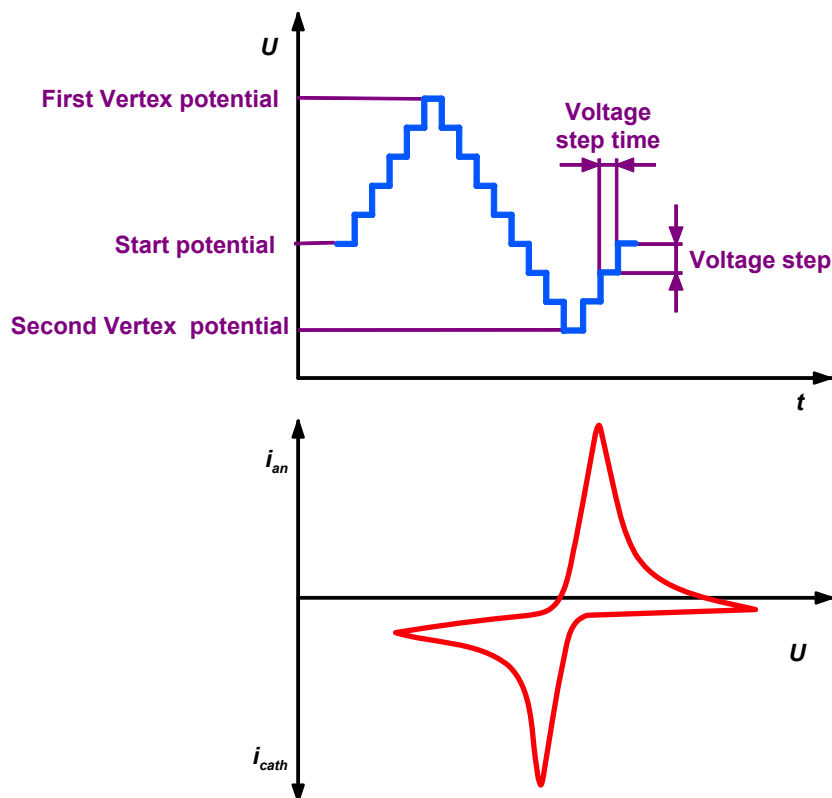 U
First Vertex potential
Voltage
step time
Start potential
Voltage step
Second Vertex potential
t
i_an
U
i_cath